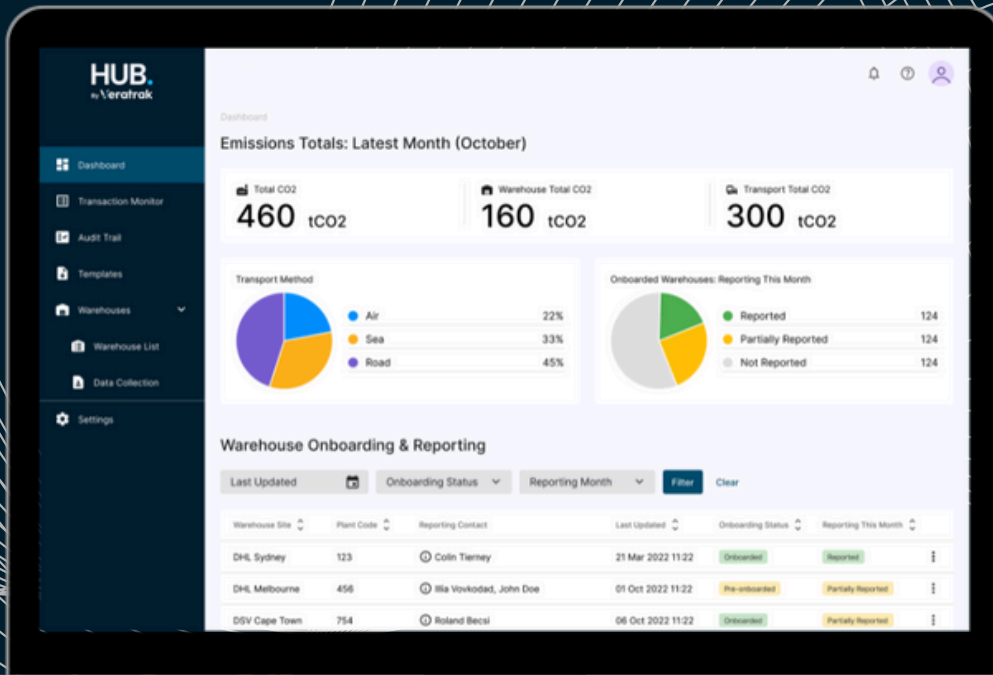 HUB.
by Veratrak
Dashboard
Transaction Monitor
Audit Trail
Templates
Warehouses
Warehouse List
Data Collection
Settings
Dashboard
Emissions Totals: Latest Month (October)
Total CO2
460 tCO2
Warehouse Total CO2
160 tCO2
Transport Total CO2
300 tCO2
Transport Method
Air 22%
Sea 33%
Road 45%
Onboarded Warehouses: Reporting This Month
Reported 124
Partially Reported 124
Not Reported 124
Warehouse Onboarding & Reporting
Last Updated Onboarding Status Reporting Month Filter Clear
Warehouse Site Plant Code Reporting Contact Last Updated Onboarding Status Reporting This Month
DHL Sydney 123 Colin Tierney 21 Mar 2022 11:22 Onboarded Reported
DHL Melbourne 456 Illia Vovkodad, John Doe 01 Oct 2022 11:22 Pre-onboarded Partially Reported
DSV Cape Town 754 Roland Becsi 06 Oct 2022 11:22 Onboarded Partially Reported